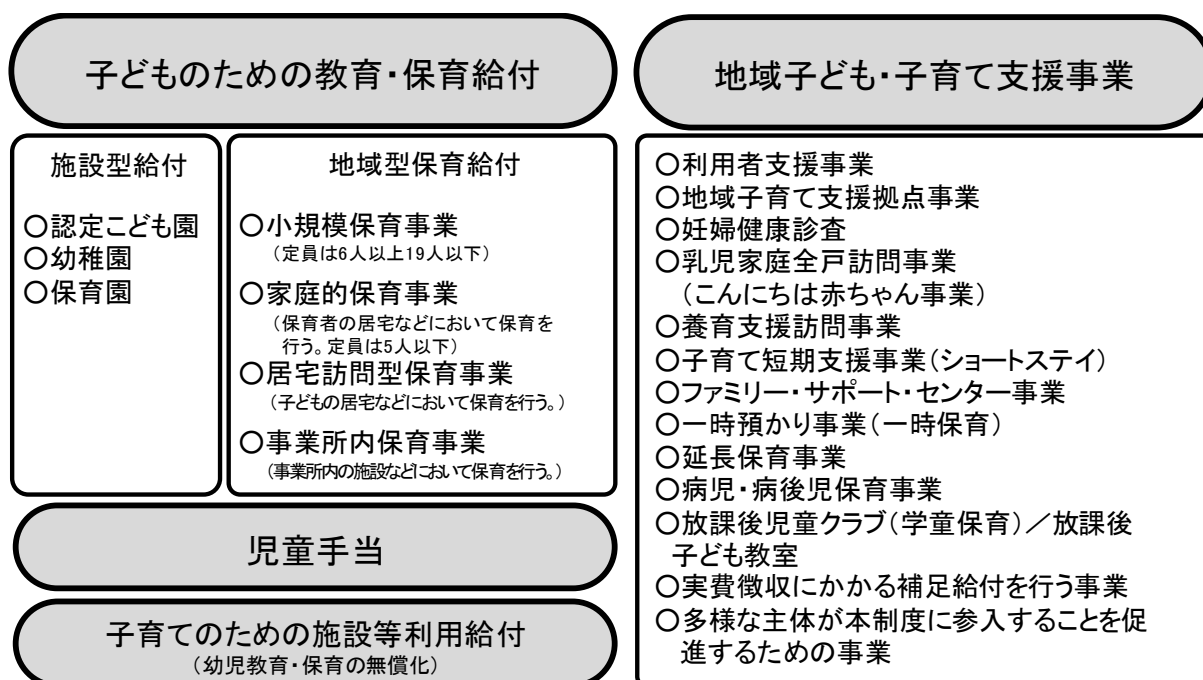 子どものための教育・保育給付
施設型給付
○認定こども園
○幼稚園
○保育園
地域型保育給付
○小規模保育事業
（定員は6人以上19人以下）
○家庭的保育事業
（保育者の居宅などにおいて保育を
行う。定員は5人以下）
○居宅訪問型保育事業
（子どもの居宅などにおいて保育を行う。）
○事業所内保育事業
（事業所内の施設などにおいて保育を行う。）
児童手当
子育てのための施設等利用給付
（幼児教育・保育の無償化）
地域子ども・子育て支援事業
○利用者支援事業
○地域子育て支援拠点事業
○妊婦健康診査
○乳児家庭全戸訪問事業
（こんにちは赤ちゃん事業）
○養育支援訪問事業
○子育て短期支援事業（ショートステイ）
○ファミリー・サポート・センター事業
○一時預かり事業（一時保育）
○延長保育事業
○病児・病後児保育事業
○放課後児童クラブ（学童保育）／放課後
子ども教室
○実費徴収にかかる補足給付を行う事業
○多様な主体が本制度に参入することを促
進するための事業